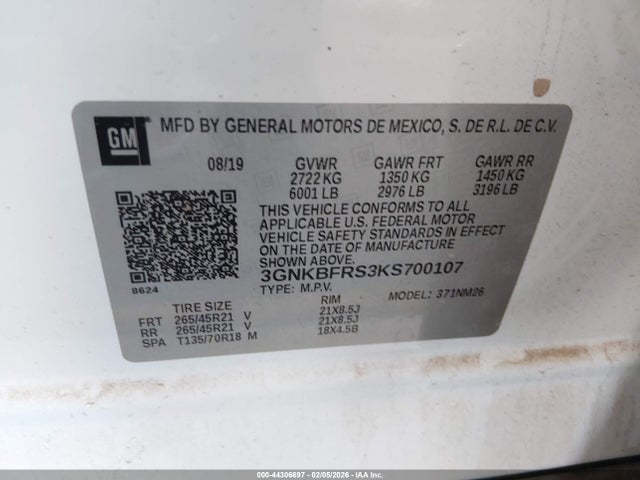 GM
MFD BY GENERAL MOTORS DE MEXICO, S. DE R.L. DE C.V.
08/19 GVWR GAWR FRT GAWR RR
2722 KG 1350 KG 1450 KG
6001 LB 2976 LB 3196 LB
THIS VEHICLE CONFORMS TO ALL
APPLICABLE U.S. FEDERAL MOTOR
VEHICLE SAFETY STANDARDS IN
EFFECT ON THE DATE OF
MANUFACTURE SHOWN ABOVE.
3GNKBFRS3KS700107
8624 TYPE: M.P.V. MODEL: 371NM26
TIRE SIZE RIM
FRT 265/45R21 V 21X8.5J
RR 265/45R21 V 21X8.5J
SPA T135/70R18 M 18X4.5B
000-44306697 - 02/05/2026 - Copart